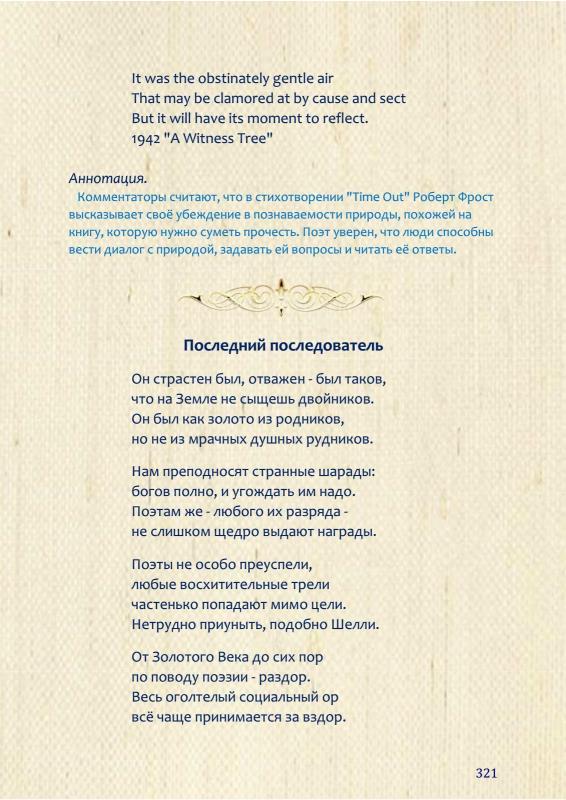 It was the obstinately gentle air
That may be clamored at by cause and sect
But it will have its moment to reflect.
1942 "A Witness Tree"
Аннотация.
Комментаторы считают, что в стихотворении "Time Out" Роберт Фрост
высказывает своё убеждение в познаваемости природы, похожей на
книгу, которую нужно суметь прочесть. Поэт уверен, что люди способны
вести диалог с природой, задавать ей вопросы и читать её ответы.
Последний последователь
Он страстен был, отважен - был таков,
что на Земле не сыщешь двойников.
Он был как золото из родников,
но не из мрачных душных рудников.
Нам преподносят странные шарады:
богов полно, и угождать им надо.
Поэтам же - любого их разряда -
не слишком щедро выдают награды.
Поэты не особо преуспели,
любые восхитительные трели
частенько попадают мимо цели.
Нетрудно приуныть, подобно Шелли.
От Золотого Века до сих пор
по поводу поэзии - раздор.
Весь оголтелый социальный ор
всё чаще принимается за вздор.
321